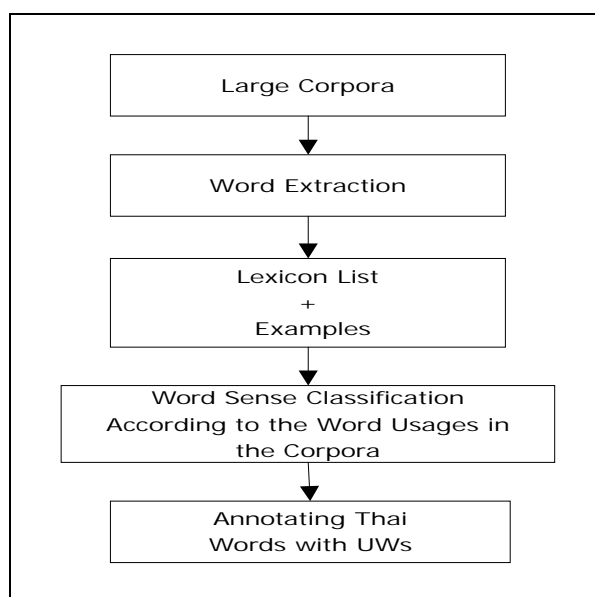 Large Corpora
Word Extraction
Lexicon List
+
Examples
Word Sense Classification
According to the Word Usages in
the Corpora
Annotating Thai
Words with UWs